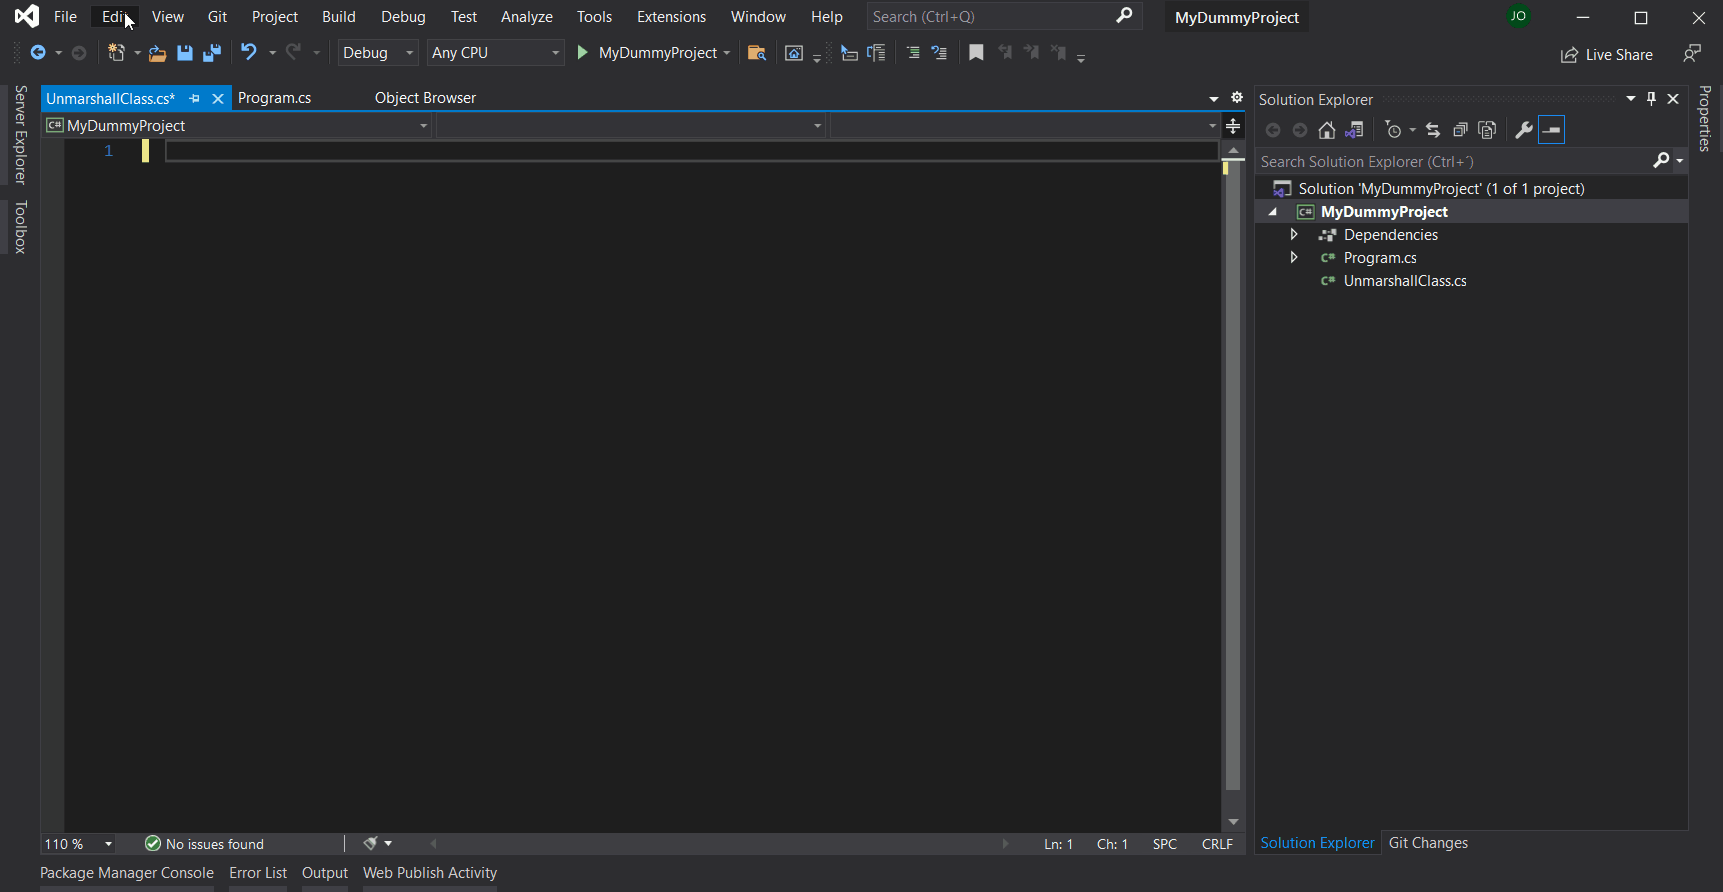 File Edit View Git Project Build Debug Test Analyze Tools Extensions Window Help Search (Ctrl+Q) MyDummyProject JO
Debug Any CPU MyDummyProject Live Share
Server Explorer
Toolbox
UnmarshallClass.cs* Program.cs Object Browser
C# MyDummyProject
1
Solution Explorer
Search Solution Explorer (Ctrl+´)
Solution 'MyDummyProject' (1 of 1 project)
C# MyDummyProject
Dependencies
C# Program.cs
C# UnmarshallClass.cs
Properties
110 % No issues found Ln: 1 Ch: 1 SPC CRLF
Solution Explorer Git Changes
Package Manager Console Error List Output Web Publish Activity